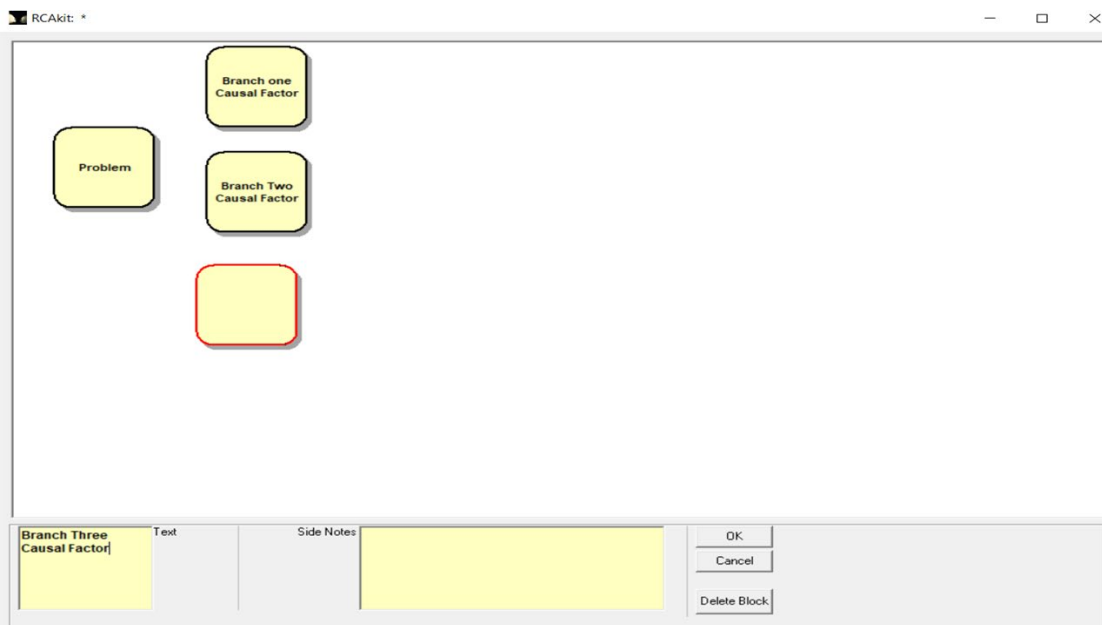 RCAkit: *
Branch one
Causal Factor
Problem
Branch Two
Causal Factor
Branch Three
Causal Factor
Text
Side Notes
OK
Cancel
Delete Block